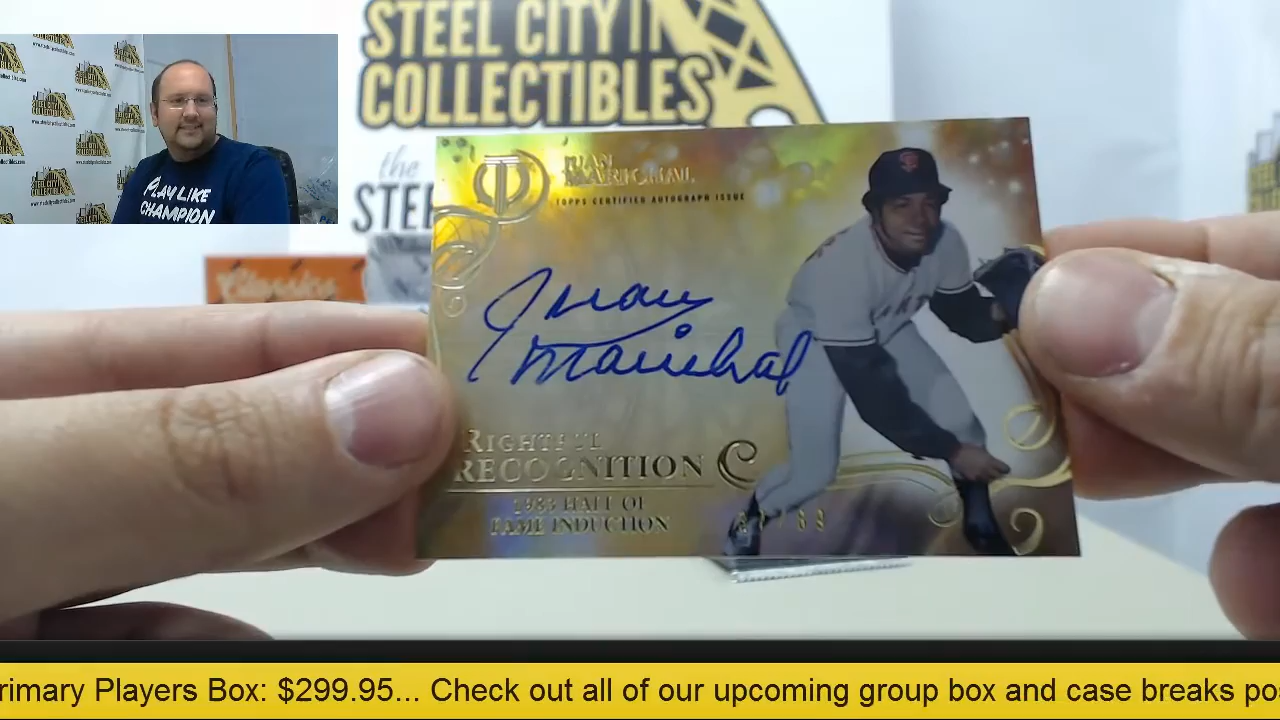 STEEL CITY
COLLECTIBLES
the
STEE
PLAY LIKE
CHAMPION
JUAN
MARICHAL
TOPPS CERTIFIED AUTOGRAPH ISSUE
Juan
Marichal
RIGHTFUL
RECOGNITION
1983 HALL OF
FAME INDUCTION
rimary Players Box: $299.95... Check out all of our upcoming group box and case breaks po